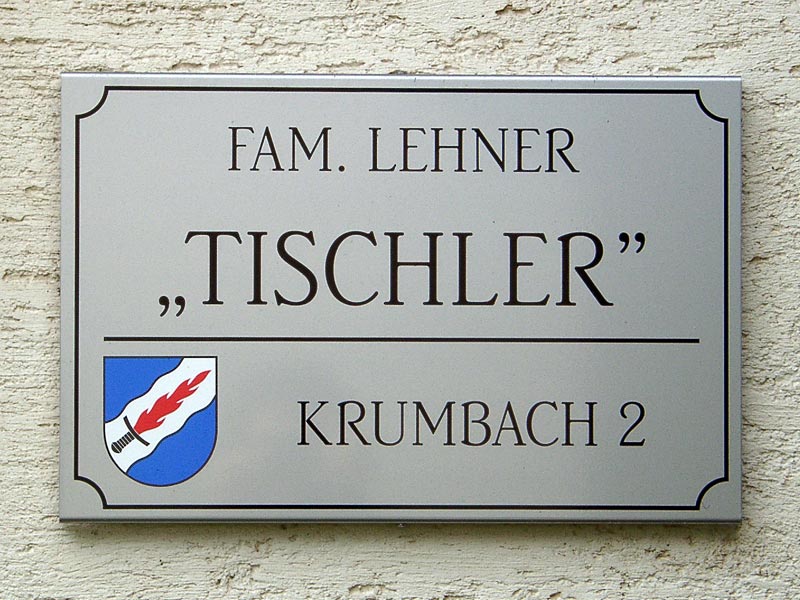 FAM. LEHNER
„TISCHLER”
KRUMBACH 2